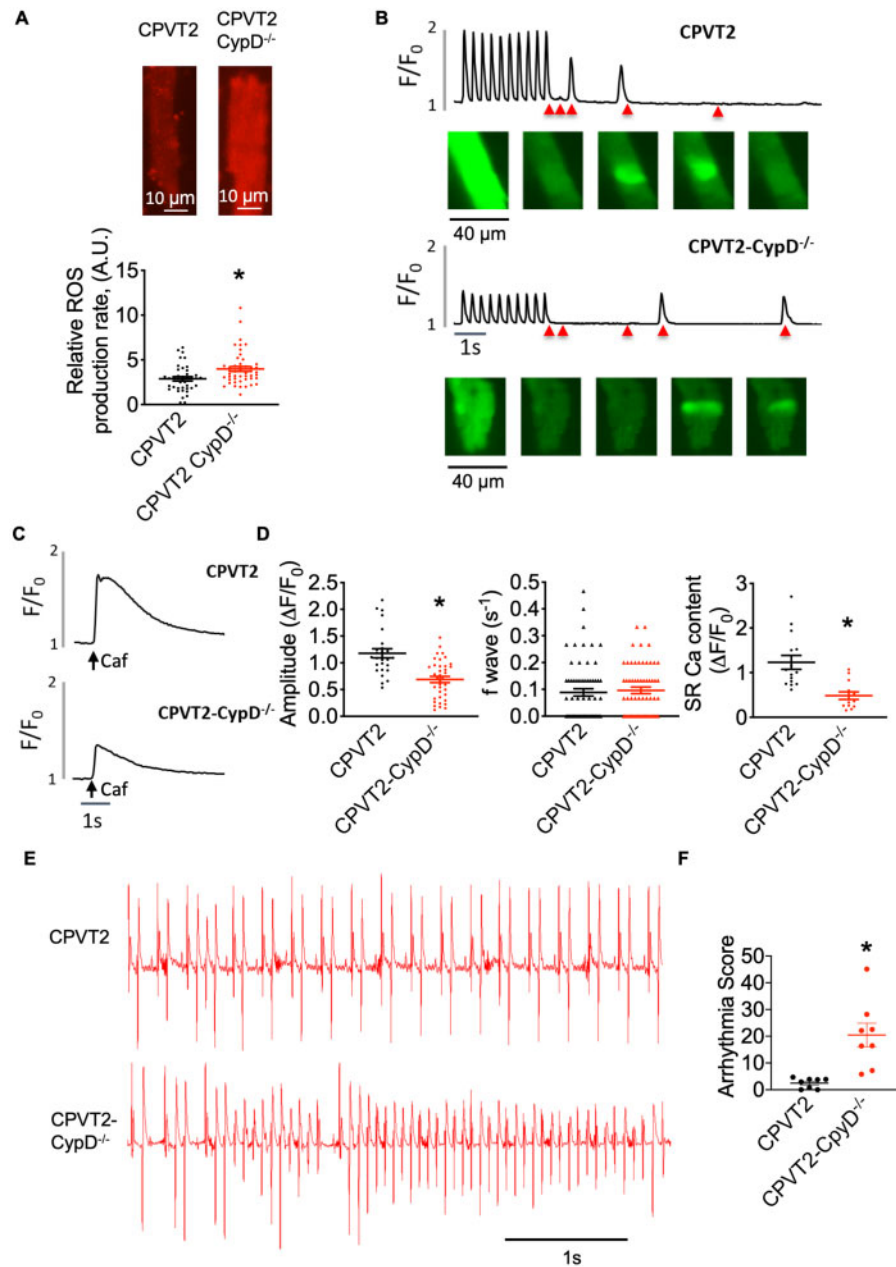 A
CPVT2
CPVT2
CypD-/-
10 µm
10 µm
Relative ROS
production rate, (A.U.)
15
10
5
0
*
CPVT2
CPVT2 CypD-/-
B
CPVT2
F/F0
2
1
40 µm
CPVT2-CypD-/-
F/F0
2
1
1s
40 µm
C
CPVT2
F/F0
2
1
Caf
CPVT2-CypD-/-
F/F0
2
1
Caf
1s
D
Amplitude (ΔF/F0)
2.5
2.0
1.5
1.0
0.5
0.0
*
CPVT2
CPVT2-CypD-/-
f wave (s-1)
0.5
0.4
0.3
0.2
0.1
0.0
CPVT2
CPVT2-CypD-/-
SR Ca content
(ΔF/F0)
3
2
1
0
*
CPVT2
CPVT2-CypD-/-
E
CPVT2
CPVT2-
CypD-/-
1s
F
Arrhythmia Score
50
40
30
20
10
0
*
CPVT2
CPVT2-CpyD-/-